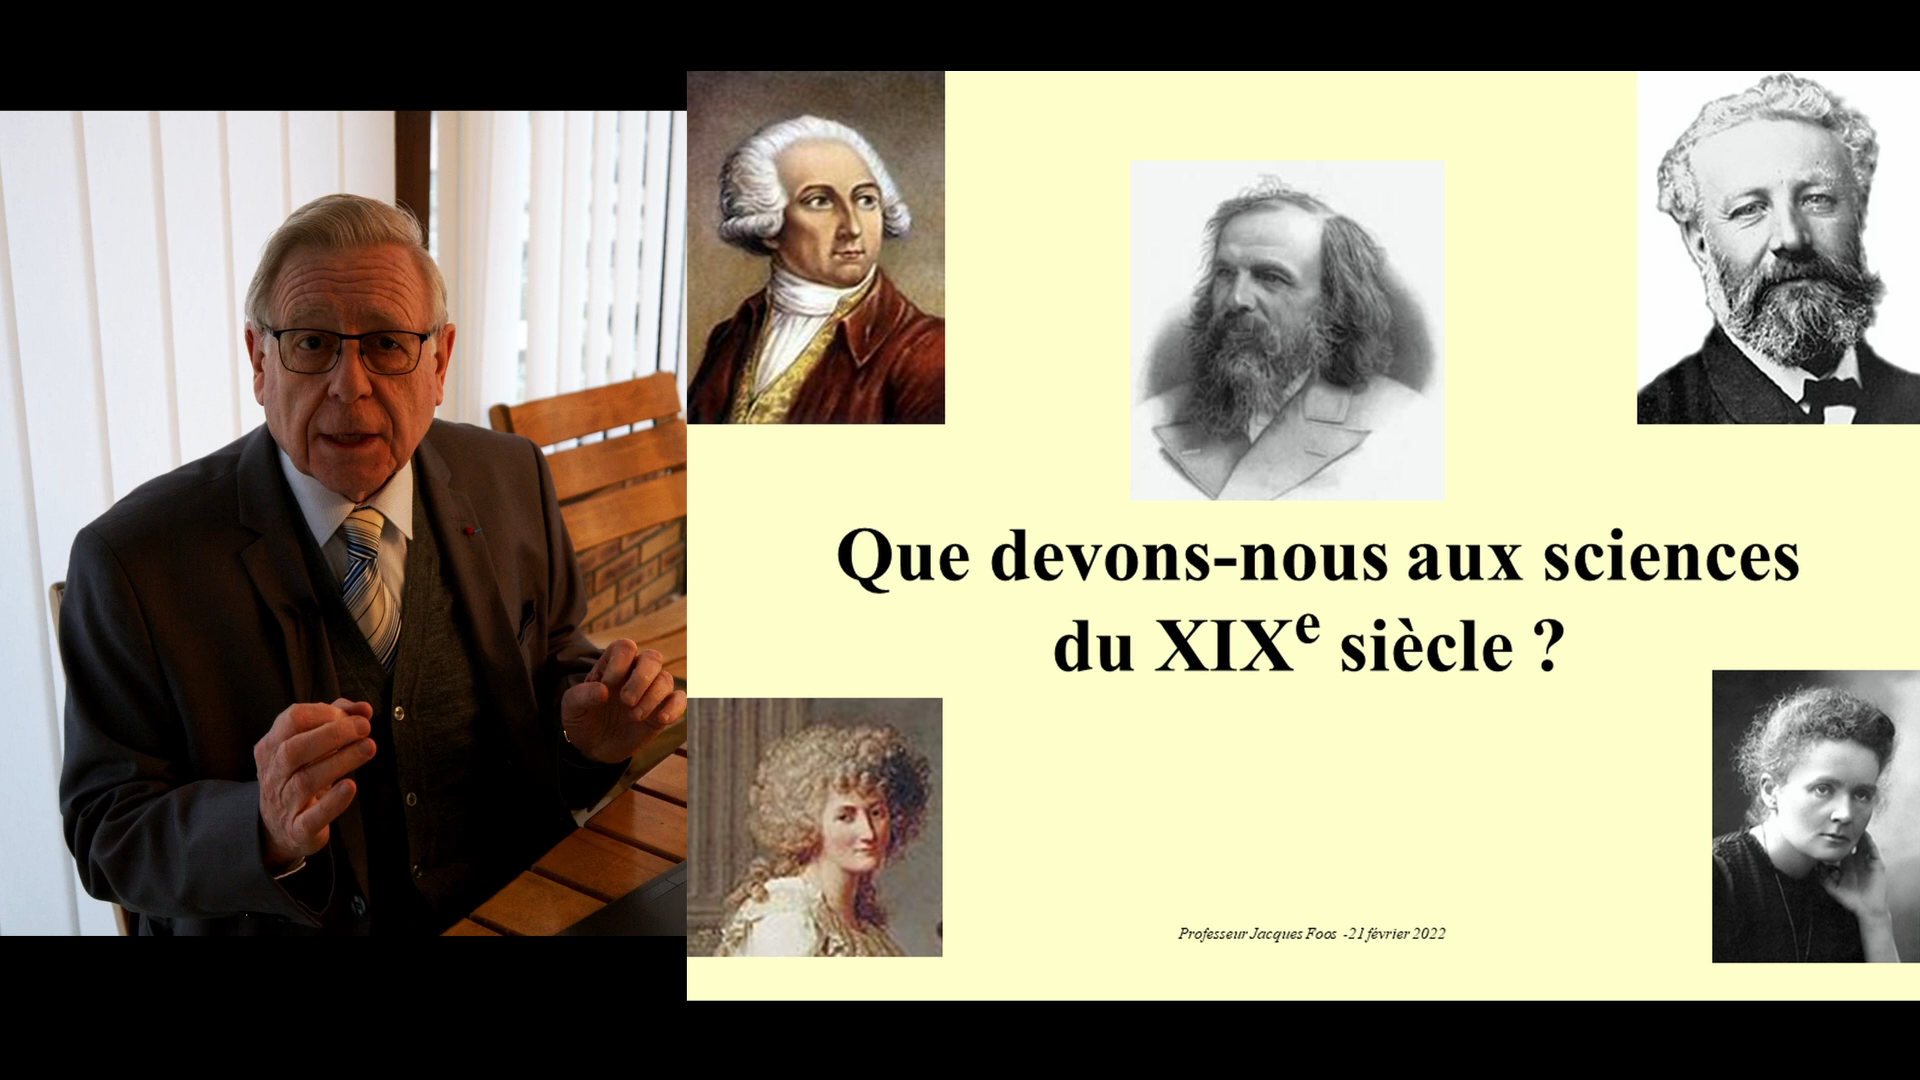 Que devons-nous aux sciences
du XIXe siècle ?
Professeur Jacques Foos -21 février 2022